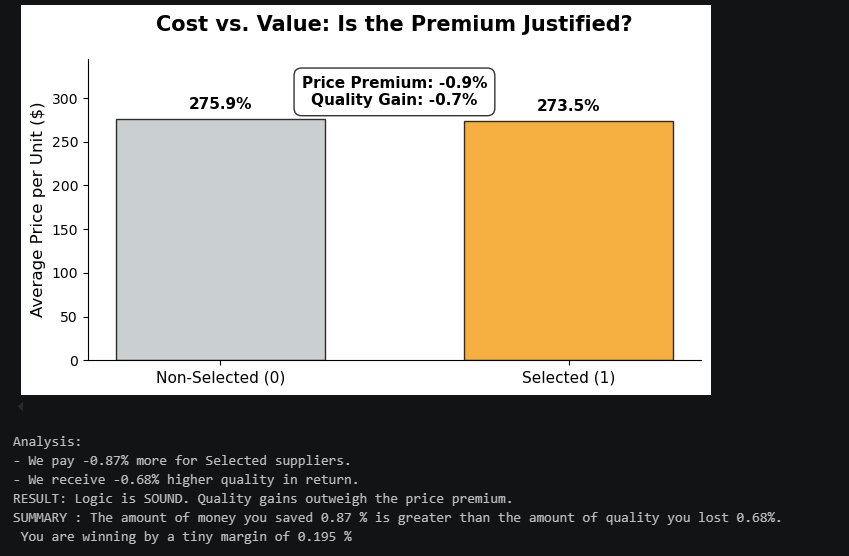 Cost vs. Value: Is the Premium Justified?
Price Premium: -0.9%
Quality Gain: -0.7%
275.9%
273.5%
Average Price per Unit ($)
300
250
200
150
100
50
0
Non-Selected (0)
Selected (1)
Analysis:
- We pay -0.87% more for Selected suppliers.
- We receive -0.68% higher quality in return.
RESULT: Logic is SOUND. Quality gains outweigh the price premium.
SUMMARY : The amount of money you saved 0.87 % is greater than the amount of quality you lost 0.68%.
You are winning by a tiny margin of 0.195 %